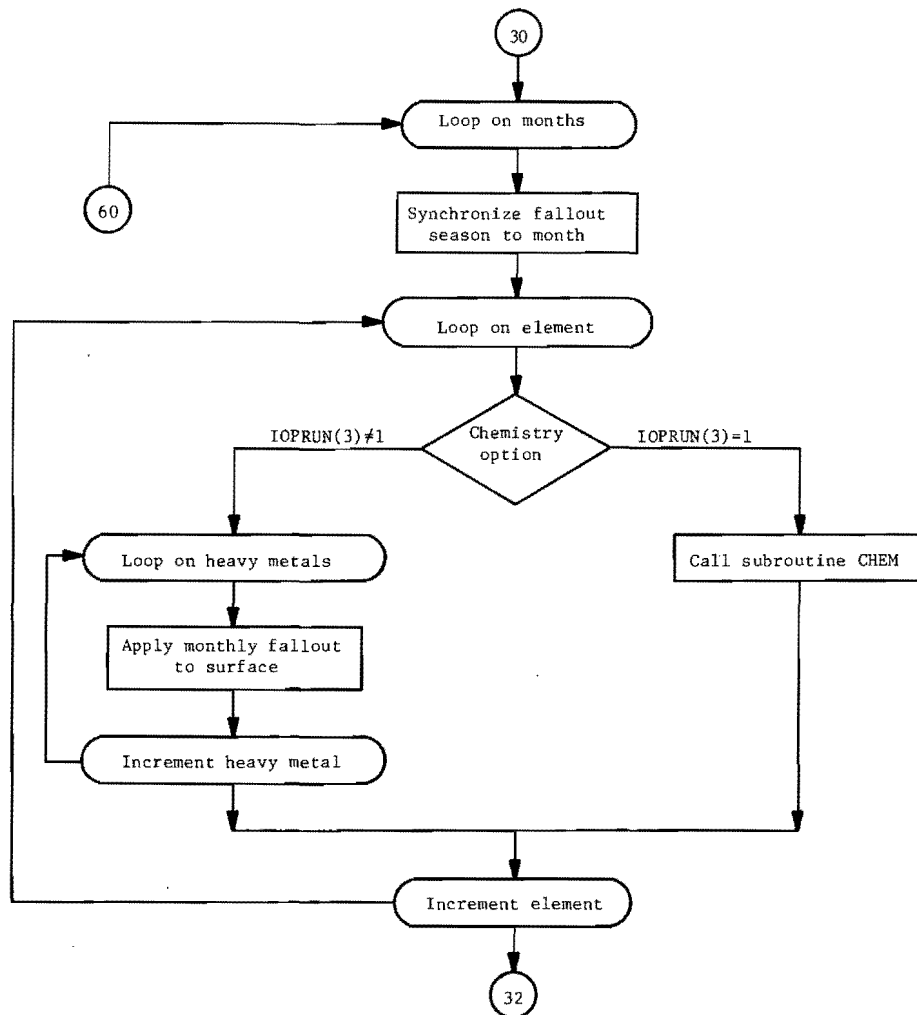 30
Loop on months
60
Synchronize fallout
season to month
Loop on element
Chemistry
option
IOPRUN(3)≠1
IOPRUN(3)=1
Loop on heavy metals
Call subroutine CHEM
Apply monthly fallout
to surface
Increment heavy metal
Increment element
32